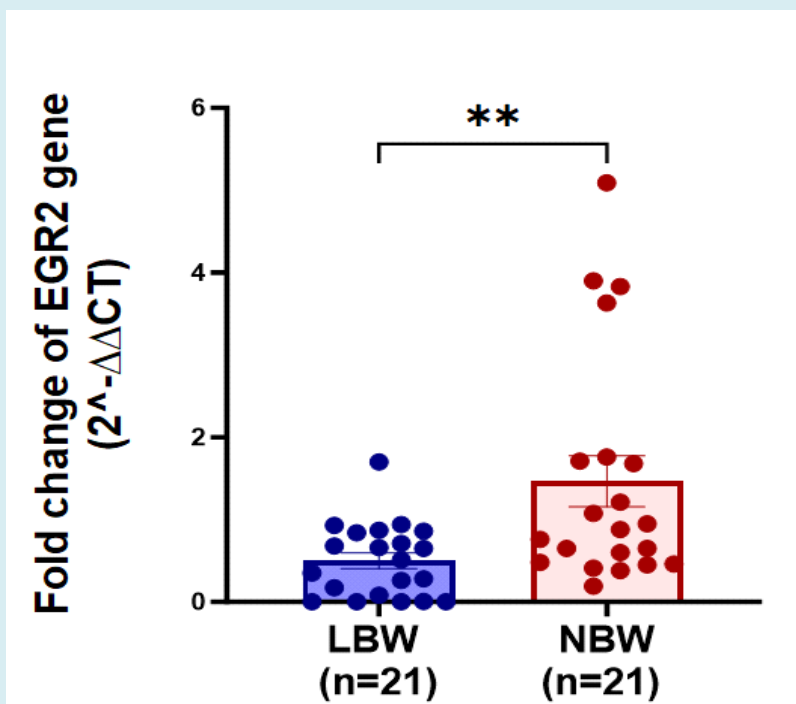 Fold change of EGR2 gene
(2^-ΔΔCT)
6
4
2
0
**
LBW
(n=21)
NBW
(n=21)